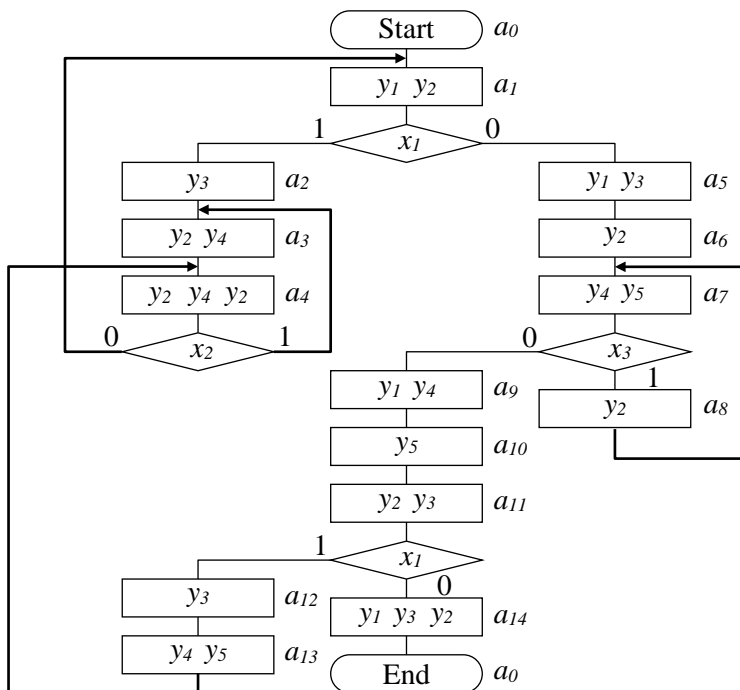 Start a0
y1 y2 a1
1 x1 0
y3 a2 y1 y3 a5
y2 y4 a3 y2 a6
y2 y4 y2 a4 y4 y5 a7
0 x2 1 0 x3
1
y1 y4 a9 y2 a8
y5 a10
y2 y3 a11
1 x1
0
y3 a12 y1 y3 y2 a14
y4 y5 a13 End a0